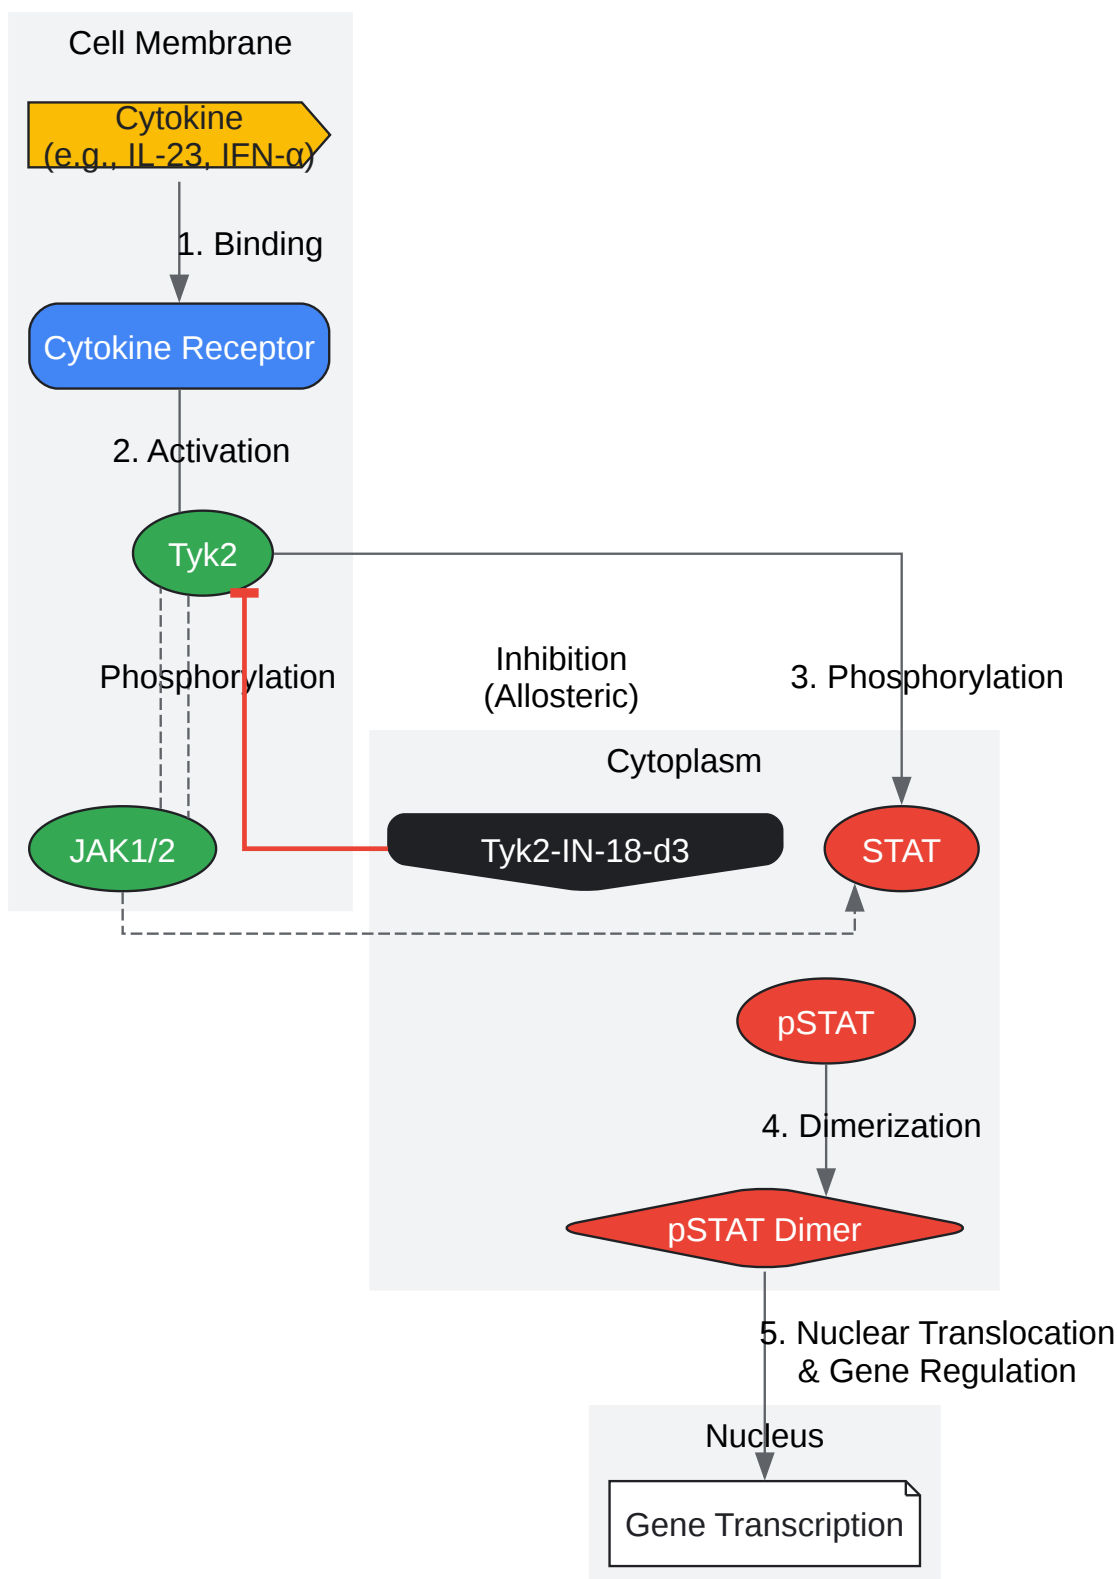 Cell Membrane
Cytokine
(e.g., IL-23, IFN-α)
1. Binding
Cytokine Receptor
2. Activation
Tyk2
Phosphorylation
Inhibition
(Allosteric)
3. Phosphorylation
Cytoplasm
JAK1/2
Tyk2-IN-18-d3
STAT
pSTAT
4. Dimerization
pSTAT Dimer
5. Nuclear Translocation
& Gene Regulation
Nucleus
Gene Transcription